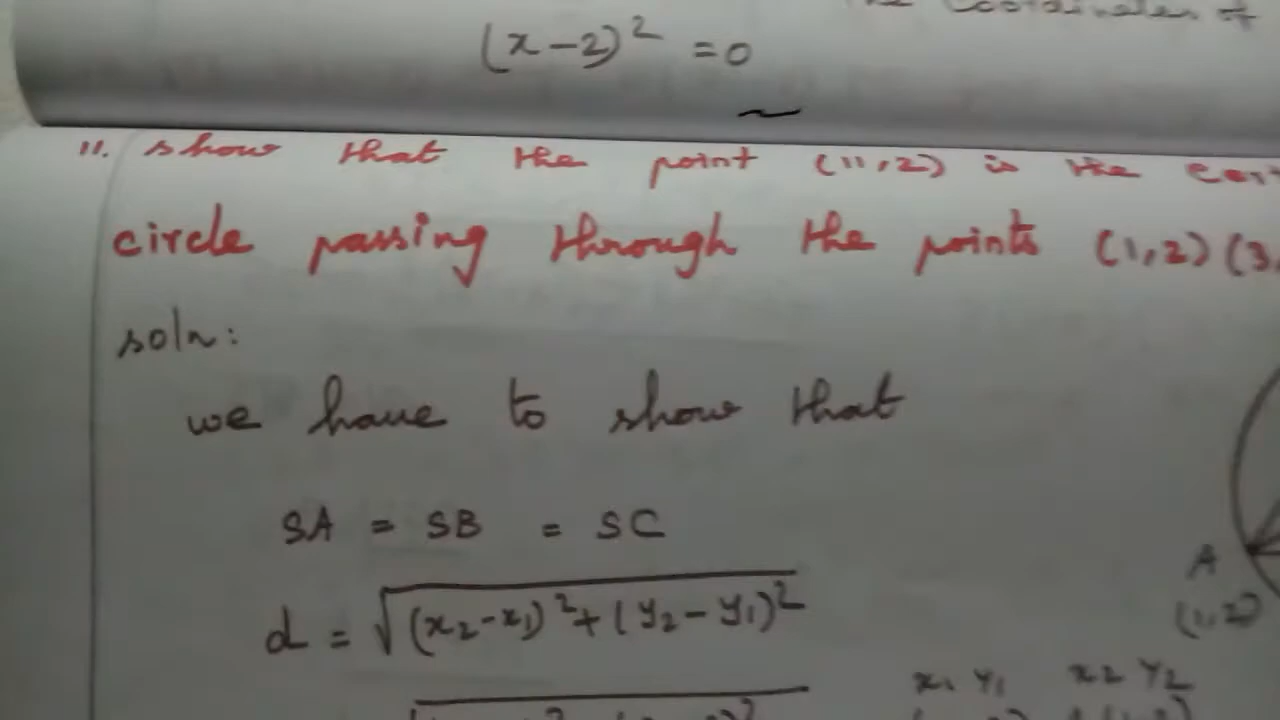 coordinates of
(x-2)² = 0
11. show that the point (11,2) is the
circle passing through the points (1,2) (3,
soln:
we have to show that
SA = SB = SC
A
d = √(x₂-x₁)² + (y₂-y₁)²
(1,2)
x₁ y₁ x₂ y₂